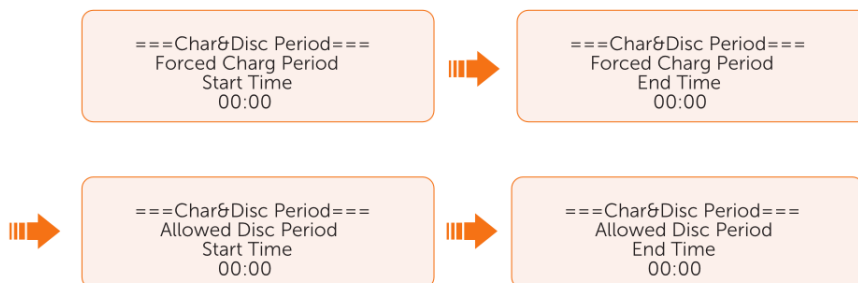 ===Char&Disc Period===
Forced Charg Period
Start Time
00:00
===Char&Disc Period===
Forced Charg Period
End Time
00:00
===Char&Disc Period===
Allowed Disc Period
Start Time
00:00
===Char&Disc Period===
Allowed Disc Period
End Time
00:00